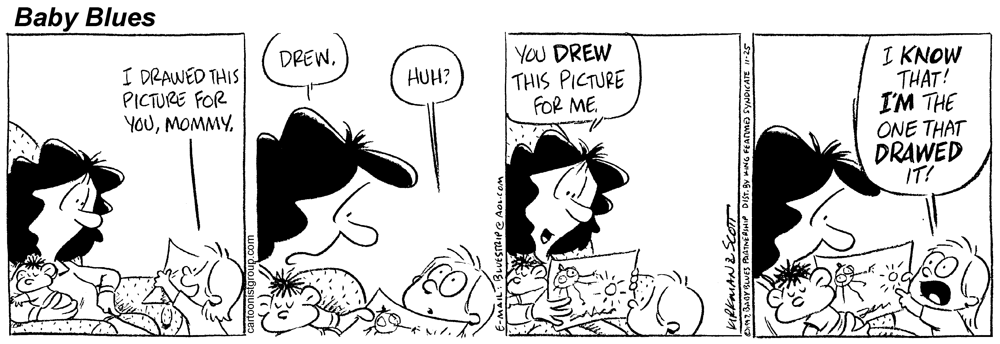 Baby Blues
I DRAWED THIS
PICTURE FOR
YOU, MOMMY.
cartoonistgroup.com
DREW.
HUH?
E-MAIL: BLUESTRIP@AOL.COM
YOU DREW
THIS PICTURE
FOR ME.
KIRKMAN & SCOTT
©1997, BABY BLUES PARTNERSHIP DIST. BY KING FEATURES SYNDICATE 11-25
I KNOW
THAT!
I'M THE
ONE THAT
DRAWED
IT!